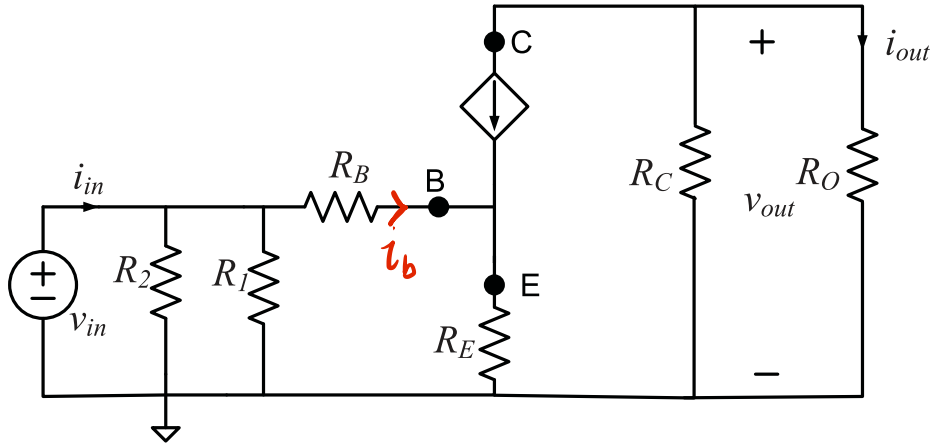 C
+
i_out
R_B
B
R_C
R_O
i_in
v_out
i_b
+
−
R_2
R_1
E
v_in
R_E
−